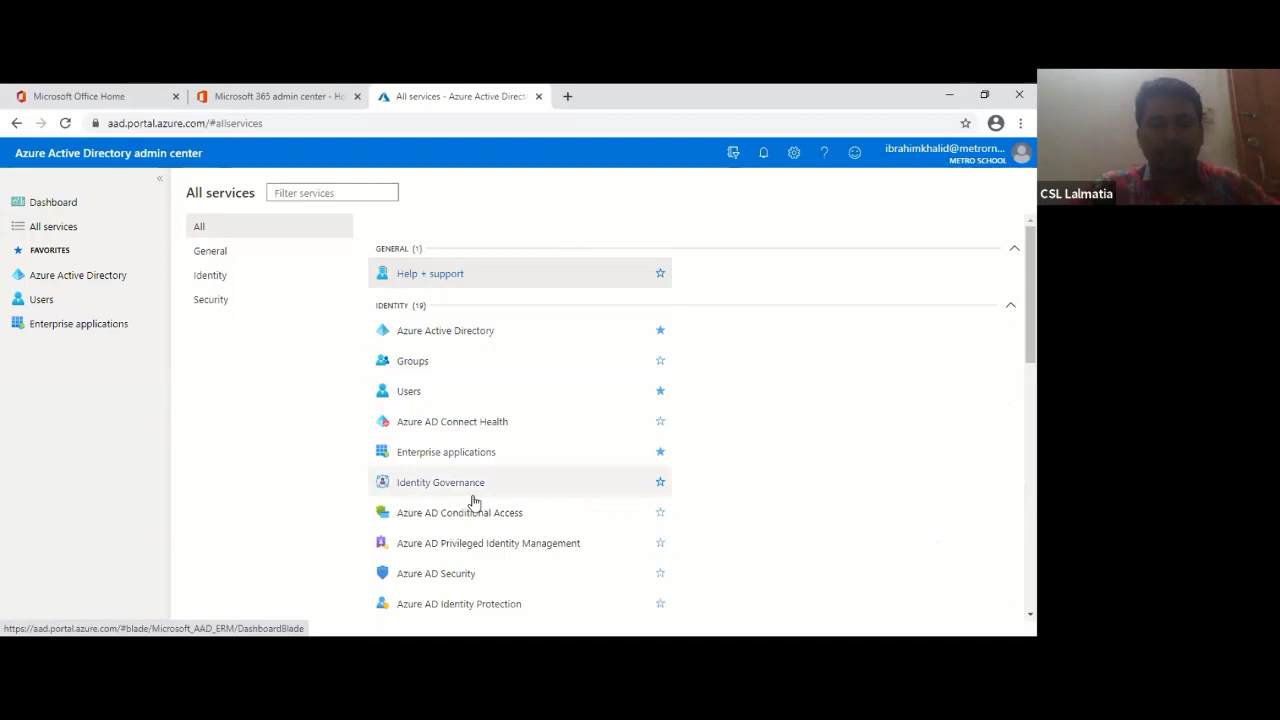 Microsoft Office Home
Microsoft 365 admin center - Ho
All services - Azure Active Direct
aad.portal.azure.com/#allservices
Azure Active Directory admin center
ibrahimkhalid@metrorn...
METRO SCHOOL
CSL Lalmatia
Dashboard
All services
FAVORITES
Azure Active Directory
Users
Enterprise applications
All services
Filter services
All
General
Identity
Security
GENERAL (1)
Help + support
IDENTITY (19)
Azure Active Directory
Groups
Users
Azure AD Connect Health
Enterprise applications
Identity Governance
Azure AD Conditional Access
Azure AD Privileged Identity Management
Azure AD Security
Azure AD Identity Protection
https://aad.portal.azure.com/#blade/Microsoft_AAD_ERM/DashboardBlade